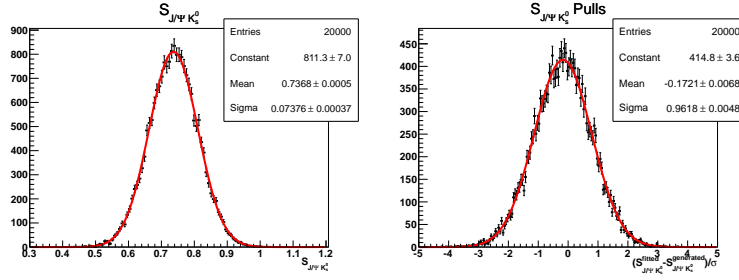 S_{J/Ψ K_s^0}
Entries 20000
Constant 811.3 ± 7.0
Mean 0.7368 ± 0.0005
Sigma 0.07376 ± 0.00037
900
800
700
600
500
400
300
200
100
0
0.3 0.4 0.5 0.6 0.7 0.8 0.9 1 1.1 1.2
S_{J/Ψ K_s^0}
S_{J/Ψ K_s^0} Pulls
Entries 20000
Constant 414.8 ± 3.6
Mean -0.1721 ± 0.0068
Sigma 0.9618 ± 0.0048
450
400
350
300
250
200
150
100
50
0
-5 -4 -3 -2 -1 0 1 2 3 4 5
(S^{fitted}_{J/Ψ K_s^0}-S^{generated}_{J/Ψ K_s^0})/σ